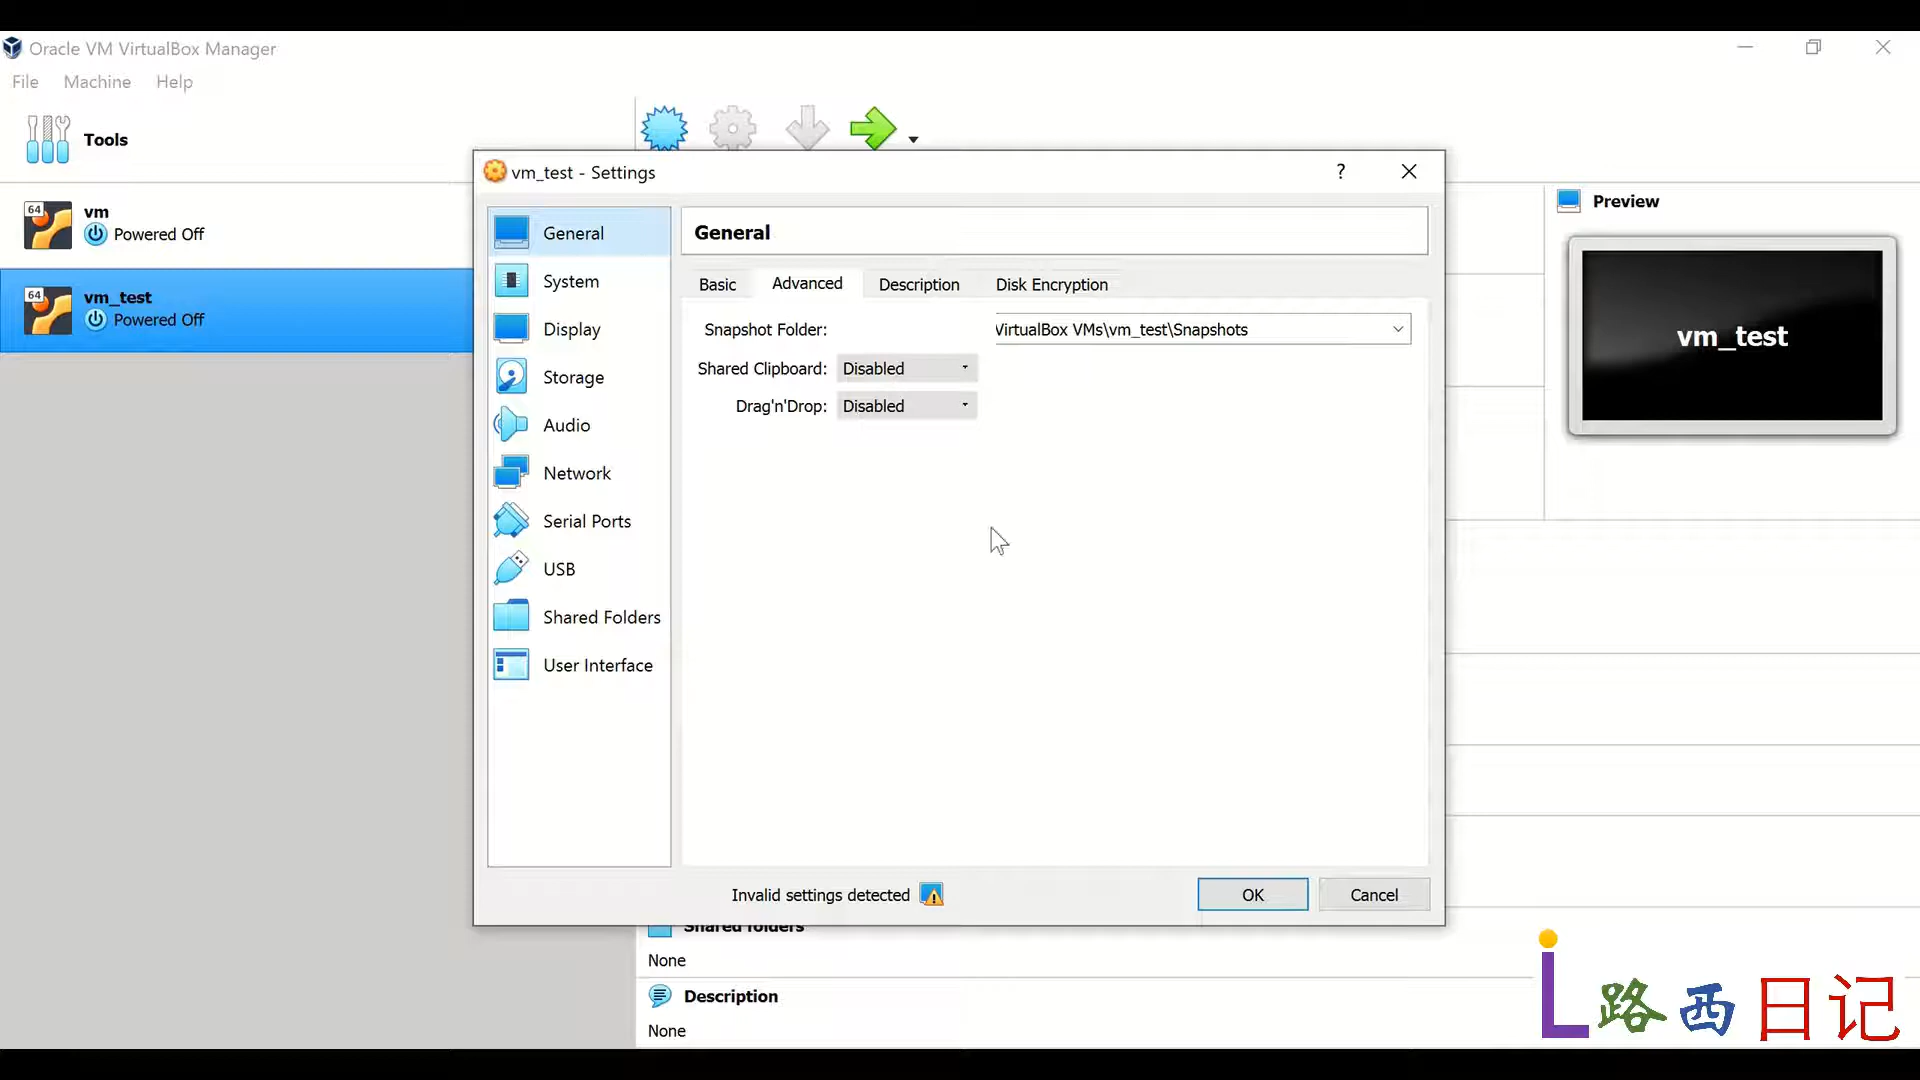 Oracle VM VirtualBox Manager
File Machine Help
Tools
64
vm
Powered Off
64
vm_test
Powered Off
vm_test - Settings
?
General
System
Display
Storage
Audio
Network
Serial Ports
USB
Shared Folders
User Interface
General
Basic Advanced Description Disk Encryption
Snapshot Folder: VirtualBox VMs\vm_test\Snapshots
Shared Clipboard: Disabled
Drag'n'Drop: Disabled
Invalid settings detected
OK Cancel
Preview
vm_test
Shared folders
None
Description
None
L路西日记